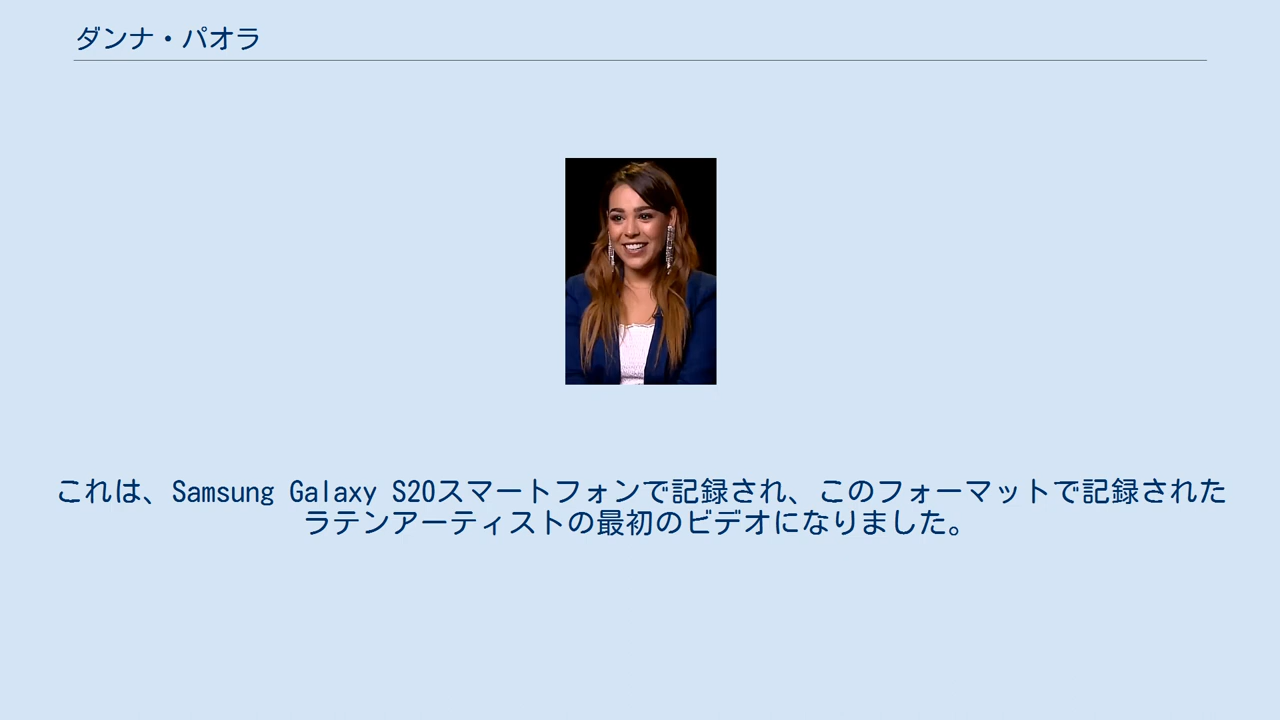 ダンナ・パオラ
これは、Samsung Galaxy S20スマートフォンで記録され、このフォーマットで記録された
ラテンアーティストの最初のビデオになりました。